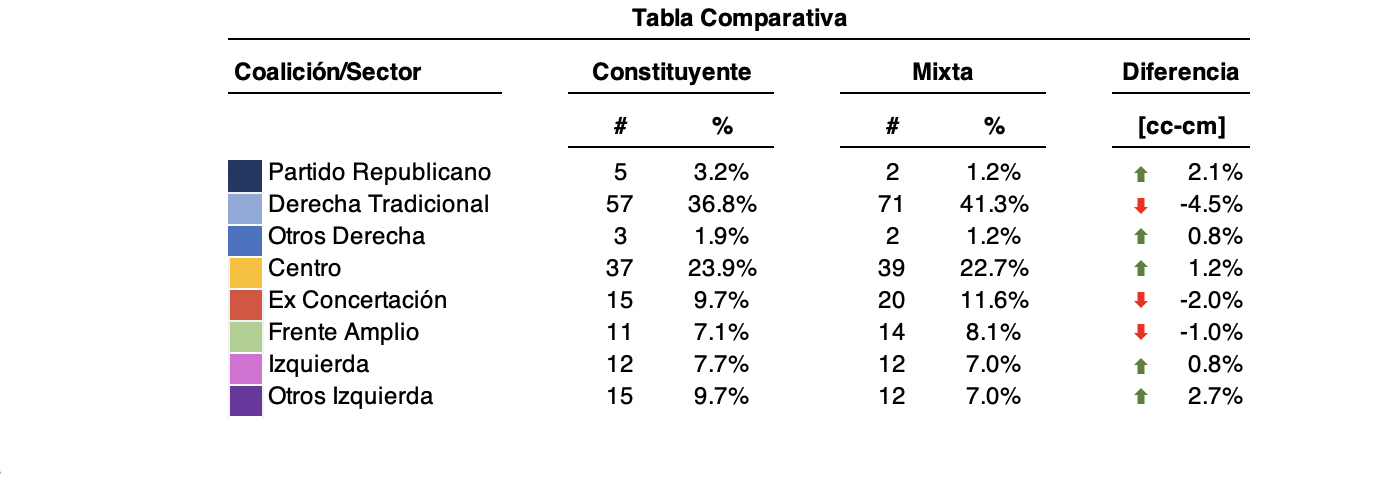 Tabla Comparativa
Coalición/Sector Constituyente Mixta Diferencia
# % # % [cc-cm]
Partido Republicano 5 3.2% 2 1.2% 2.1%
Derecha Tradicional 57 36.8% 71 41.3% -4.5%
Otros Derecha 3 1.9% 2 1.2% 0.8%
Centro 37 23.9% 39 22.7% 1.2%
Ex Concertación 15 9.7% 20 11.6% -2.0%
Frente Amplio 11 7.1% 14 8.1% -1.0%
Izquierda 12 7.7% 12 7.0% 0.8%
Otros Izquierda 15 9.7% 12 7.0% 2.7%